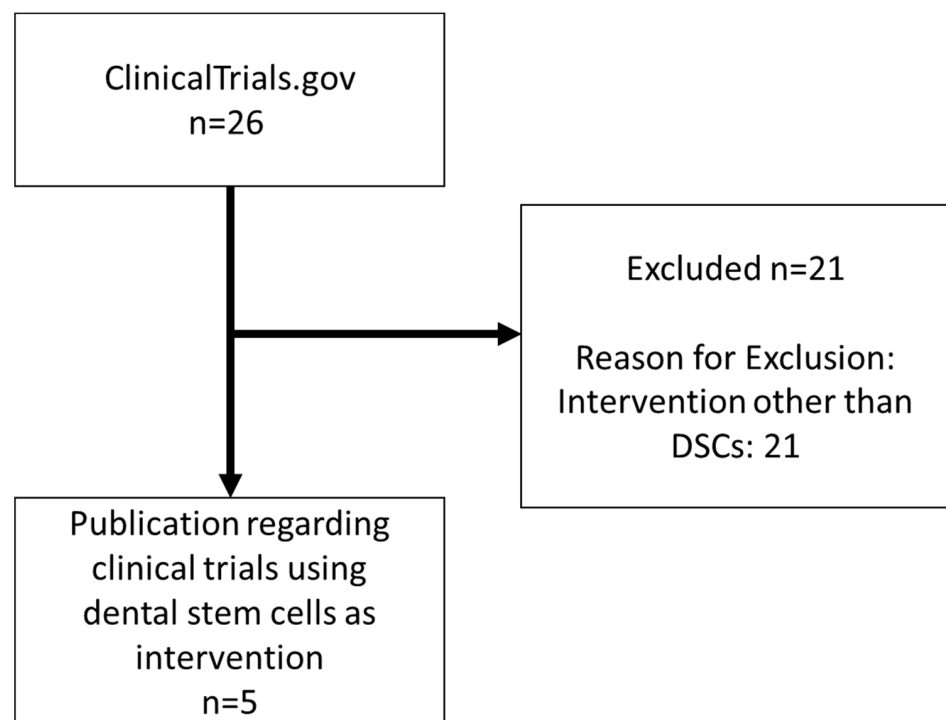 ClinicalTrials.gov
n=26
Excluded n=21
Reason for Exclusion:
Intervention other than
DSCs: 21
Publication regarding
clinical trials using
dental stem cells as
intervention
n=5